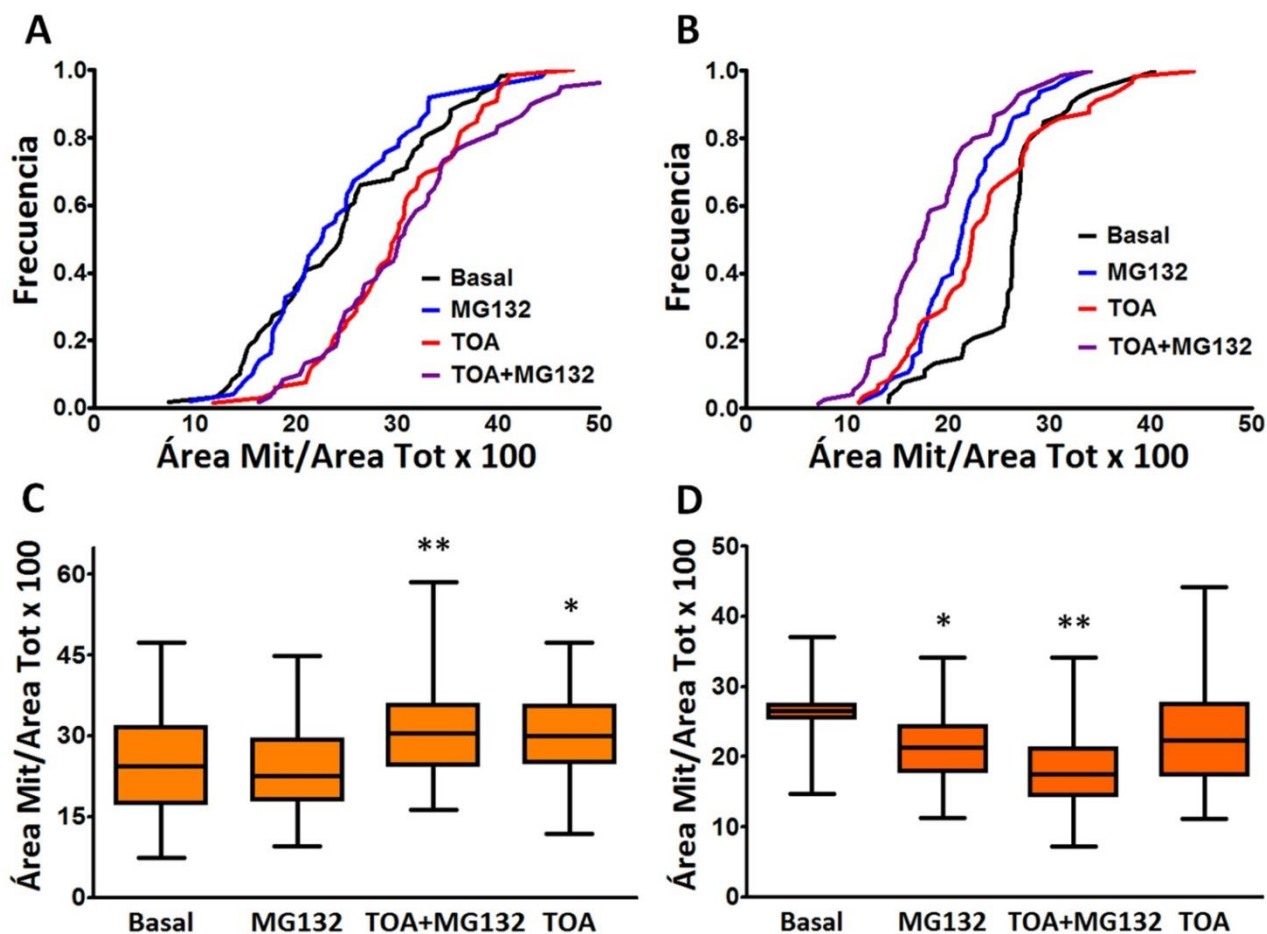 A
Frecuencia
1.0
0.8
0.6
0.4
0.2
0.0
Basal
MG132
TOA
TOA+MG132
0 10 20 30 40 50
Área Mit/Area Tot x 100
B
Frecuencia
1.0
0.8
0.6
0.4
0.2
0.0
Basal
MG132
TOA
TOA+MG132
0 10 20 30 40 50
Área Mit/Area Tot x 100
C
Área Mit/Area Tot x 100
60
45
30
15
0
**
*
Basal MG132 TOA+MG132 TOA
D
Área Mit/Area Tot x 100
50
40
30
20
10
0
* **
Basal MG132 TOA+MG132 TOA